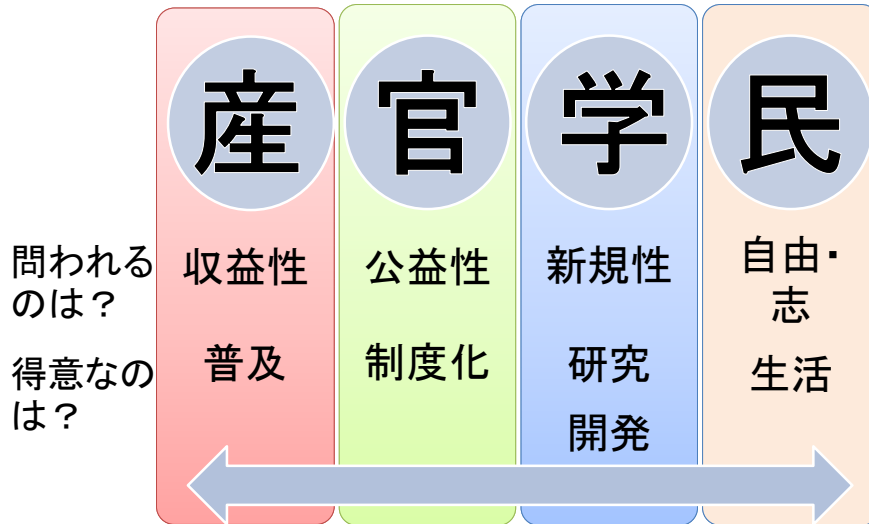 産 官 学 民
問われる
のは？
収益性 公益性 新規性 自由・
志
得意なの
は？
普及 制度化 研究 生活
開発